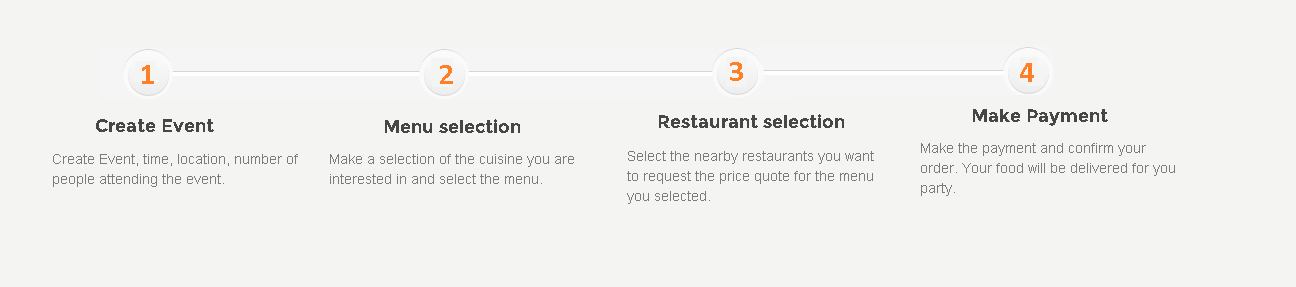 1
2
3
4
Create Event
Create Event, time, location, number of
people attending the event.
Menu selection
Make a selection of the cuisine you are
interested in and select the menu.
Restaurant selection
Select the nearby restaurants you want
to request the price quote for the menu
you selected.
Make Payment
Make the payment and confirm your
order. Your food will be delivered for you
party.